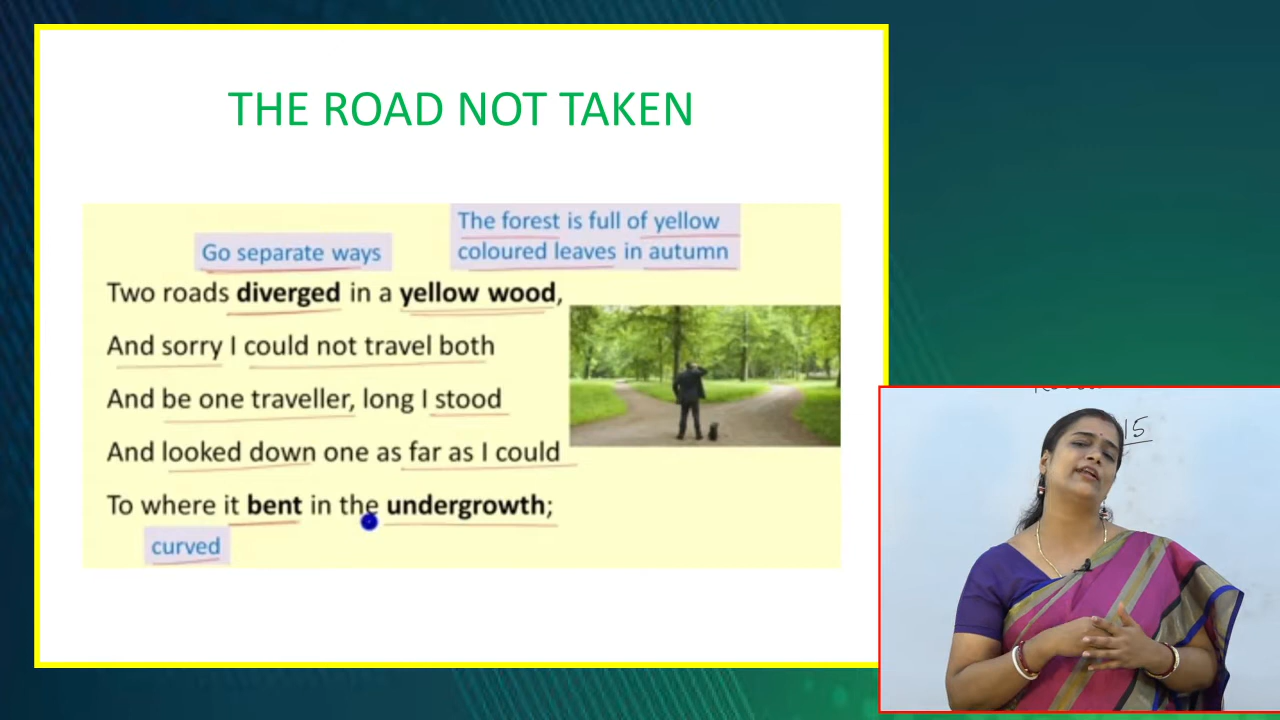 THE ROAD NOT TAKEN
The forest is full of yellow
coloured leaves in autumn
Go separate ways
Two roads diverged in a yellow wood,
And sorry I could not travel both
And be one traveller, long I stood
And looked down one as far as I could
To where it bent in the undergrowth;
curved
15